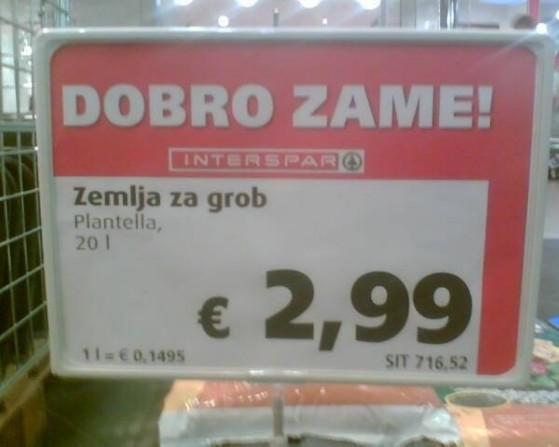 DOBRO ZAME!
INTERSPAR
Zemlja za grob
Plantella,
20 l
€ 2,99
1 l = € 0,1495
SIT 716,52